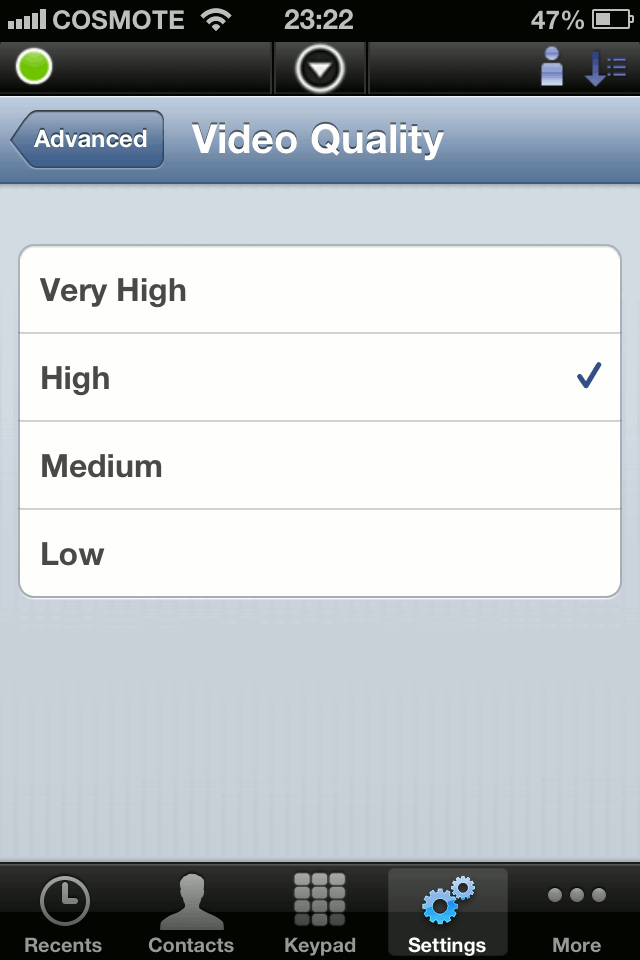 COSMOTE 23:22 47%
Advanced Video Quality
Very High
High
Medium
Low
Recents Contacts Keypad Settings More